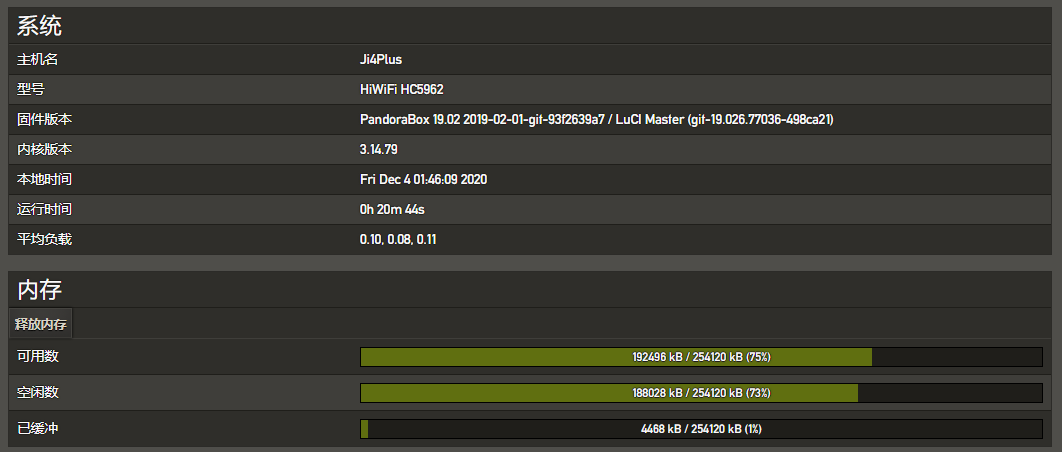 系统
主机名 Ji4Plus
型号 HiWiFi HC5962
固件版本 PandoraBox 19.02 2019-02-01-gif-93f2639a7 / LuCI Master (gif-19.026.77036-498ca21)
内核版本 3.14.79
本地时间 Fri Dec 4 01:46:09 2020
运行时间 0h 20m 44s
平均负载 0.10, 0.08, 0.11
内存
释放内存
可用数 192496 kB / 254120 kB (75%)
空闲数 188028 kB / 254120 kB (73%)
已缓冲 4468 kB / 254120 kB (1%)